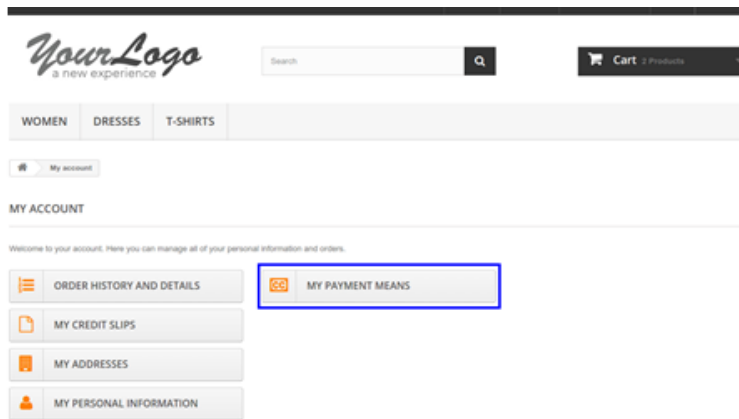 YourLogo
a new experience
Search
Cart 2 Products
WOMEN DRESSES T-SHIRTS
My account
MY ACCOUNT
Welcome to your account. Here you can manage all of your personal information and orders.
ORDER HISTORY AND DETAILS
CC MY PAYMENT MEANS
MY CREDIT SLIPS
MY ADDRESSES
MY PERSONAL INFORMATION